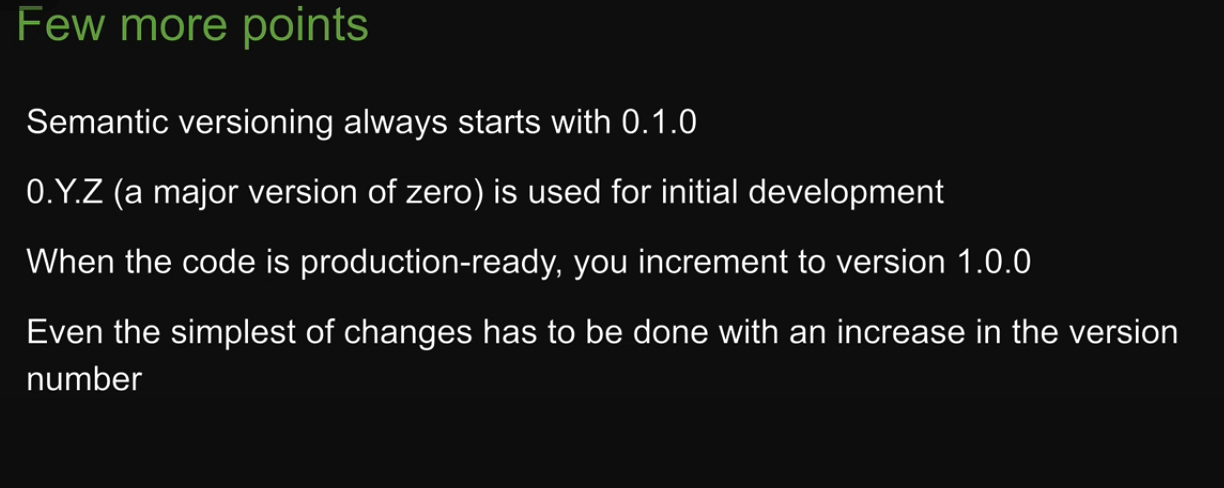 Few more points
Semantic versioning always starts with 0.1.0
0.Y.Z (a major version of zero) is used for initial development
When the code is production-ready, you increment to version 1.0.0
Even the simplest of changes has to be done with an increase in the version
number